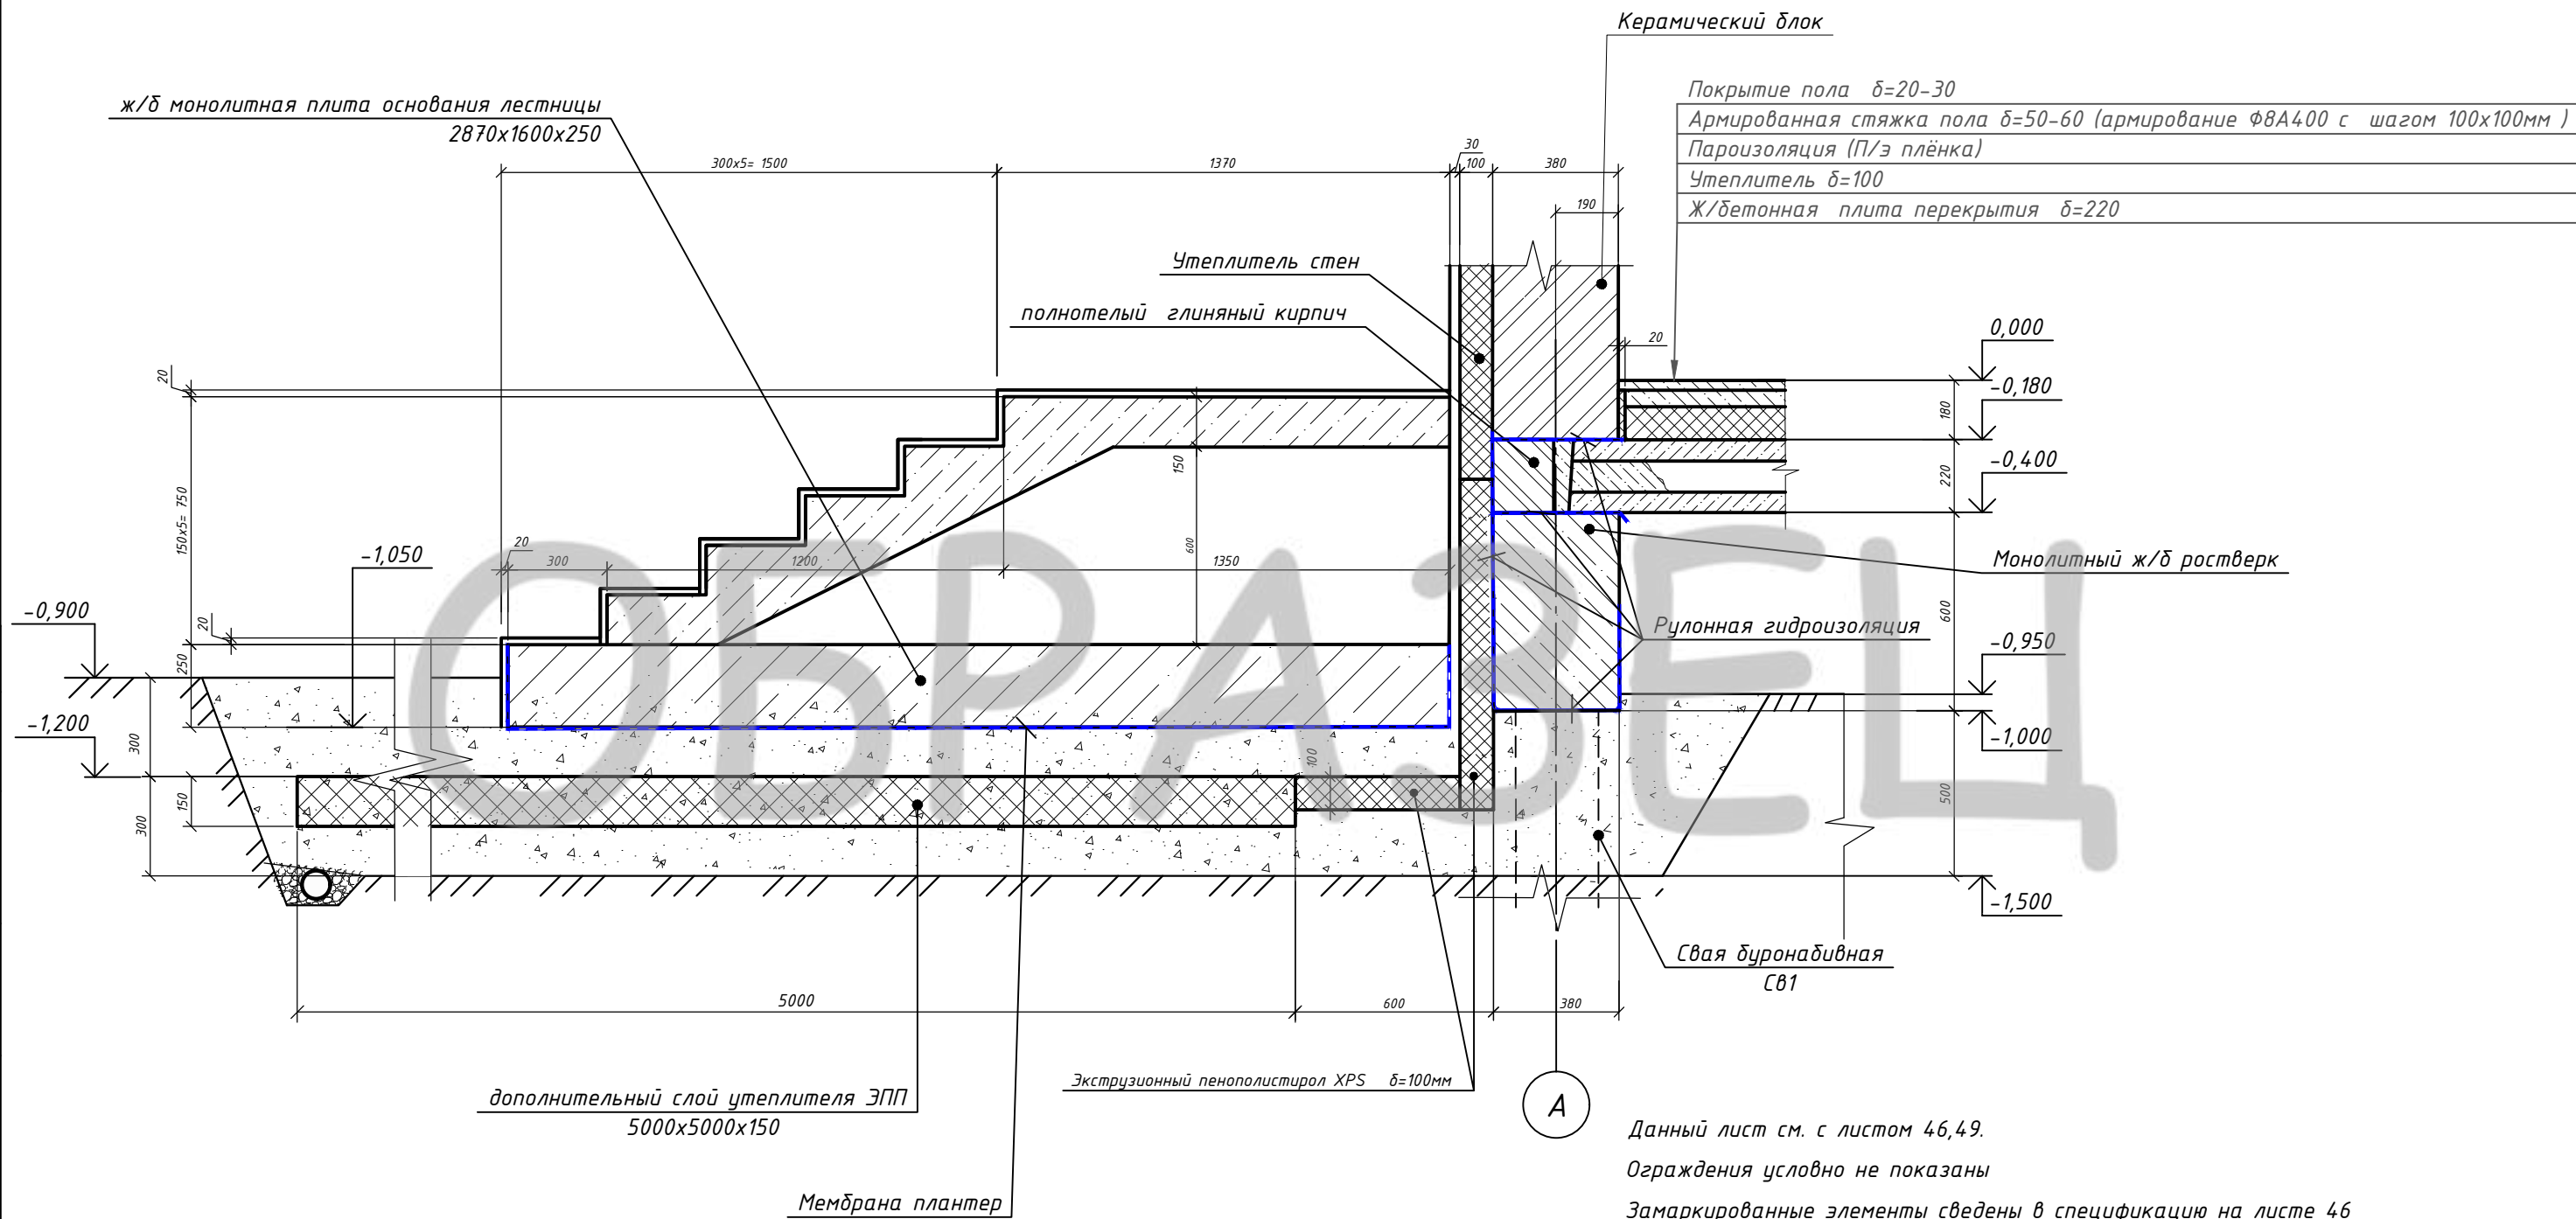 Керамический блок
ж/б монолитная плита основания лестницы
2870х1600х250
Покрытие пола δ=20-30
Армированная стяжка пола δ=50-60 (армирование Ф8А400 с шагом 100х100мм )
Пароизоляция (П/э плёнка)
Утеплитель δ=100
Ж/бетонная плита перекрытия δ=220
300х5= 1500
1370
30
100
380
190
Утеплитель стен
полнотелый глиняный кирпич
20
0,000
-0,180
-0,400
180
220
600
500
20
150х5= 750
150
600
20
300
1200
1350
-1,050
-0,900
-1,200
20
250
300
150
300
100
ОБРАЗЕЦ
Монолитный ж/б ростверк
Рулонная гидроизоляция
-0,950
-1,000
-1,500
Свая буронабивная
Св1
5000
600
380
Экструзионный пенополистирол XPS δ=100мм
дополнительный слой утеплителя ЭПП
5000х5000х150
Мембрана плантер
А
Данный лист см. с листом 46,49.
Ограждения условно не показаны
Замаркированные элементы сведены в спецификацию на листе 46